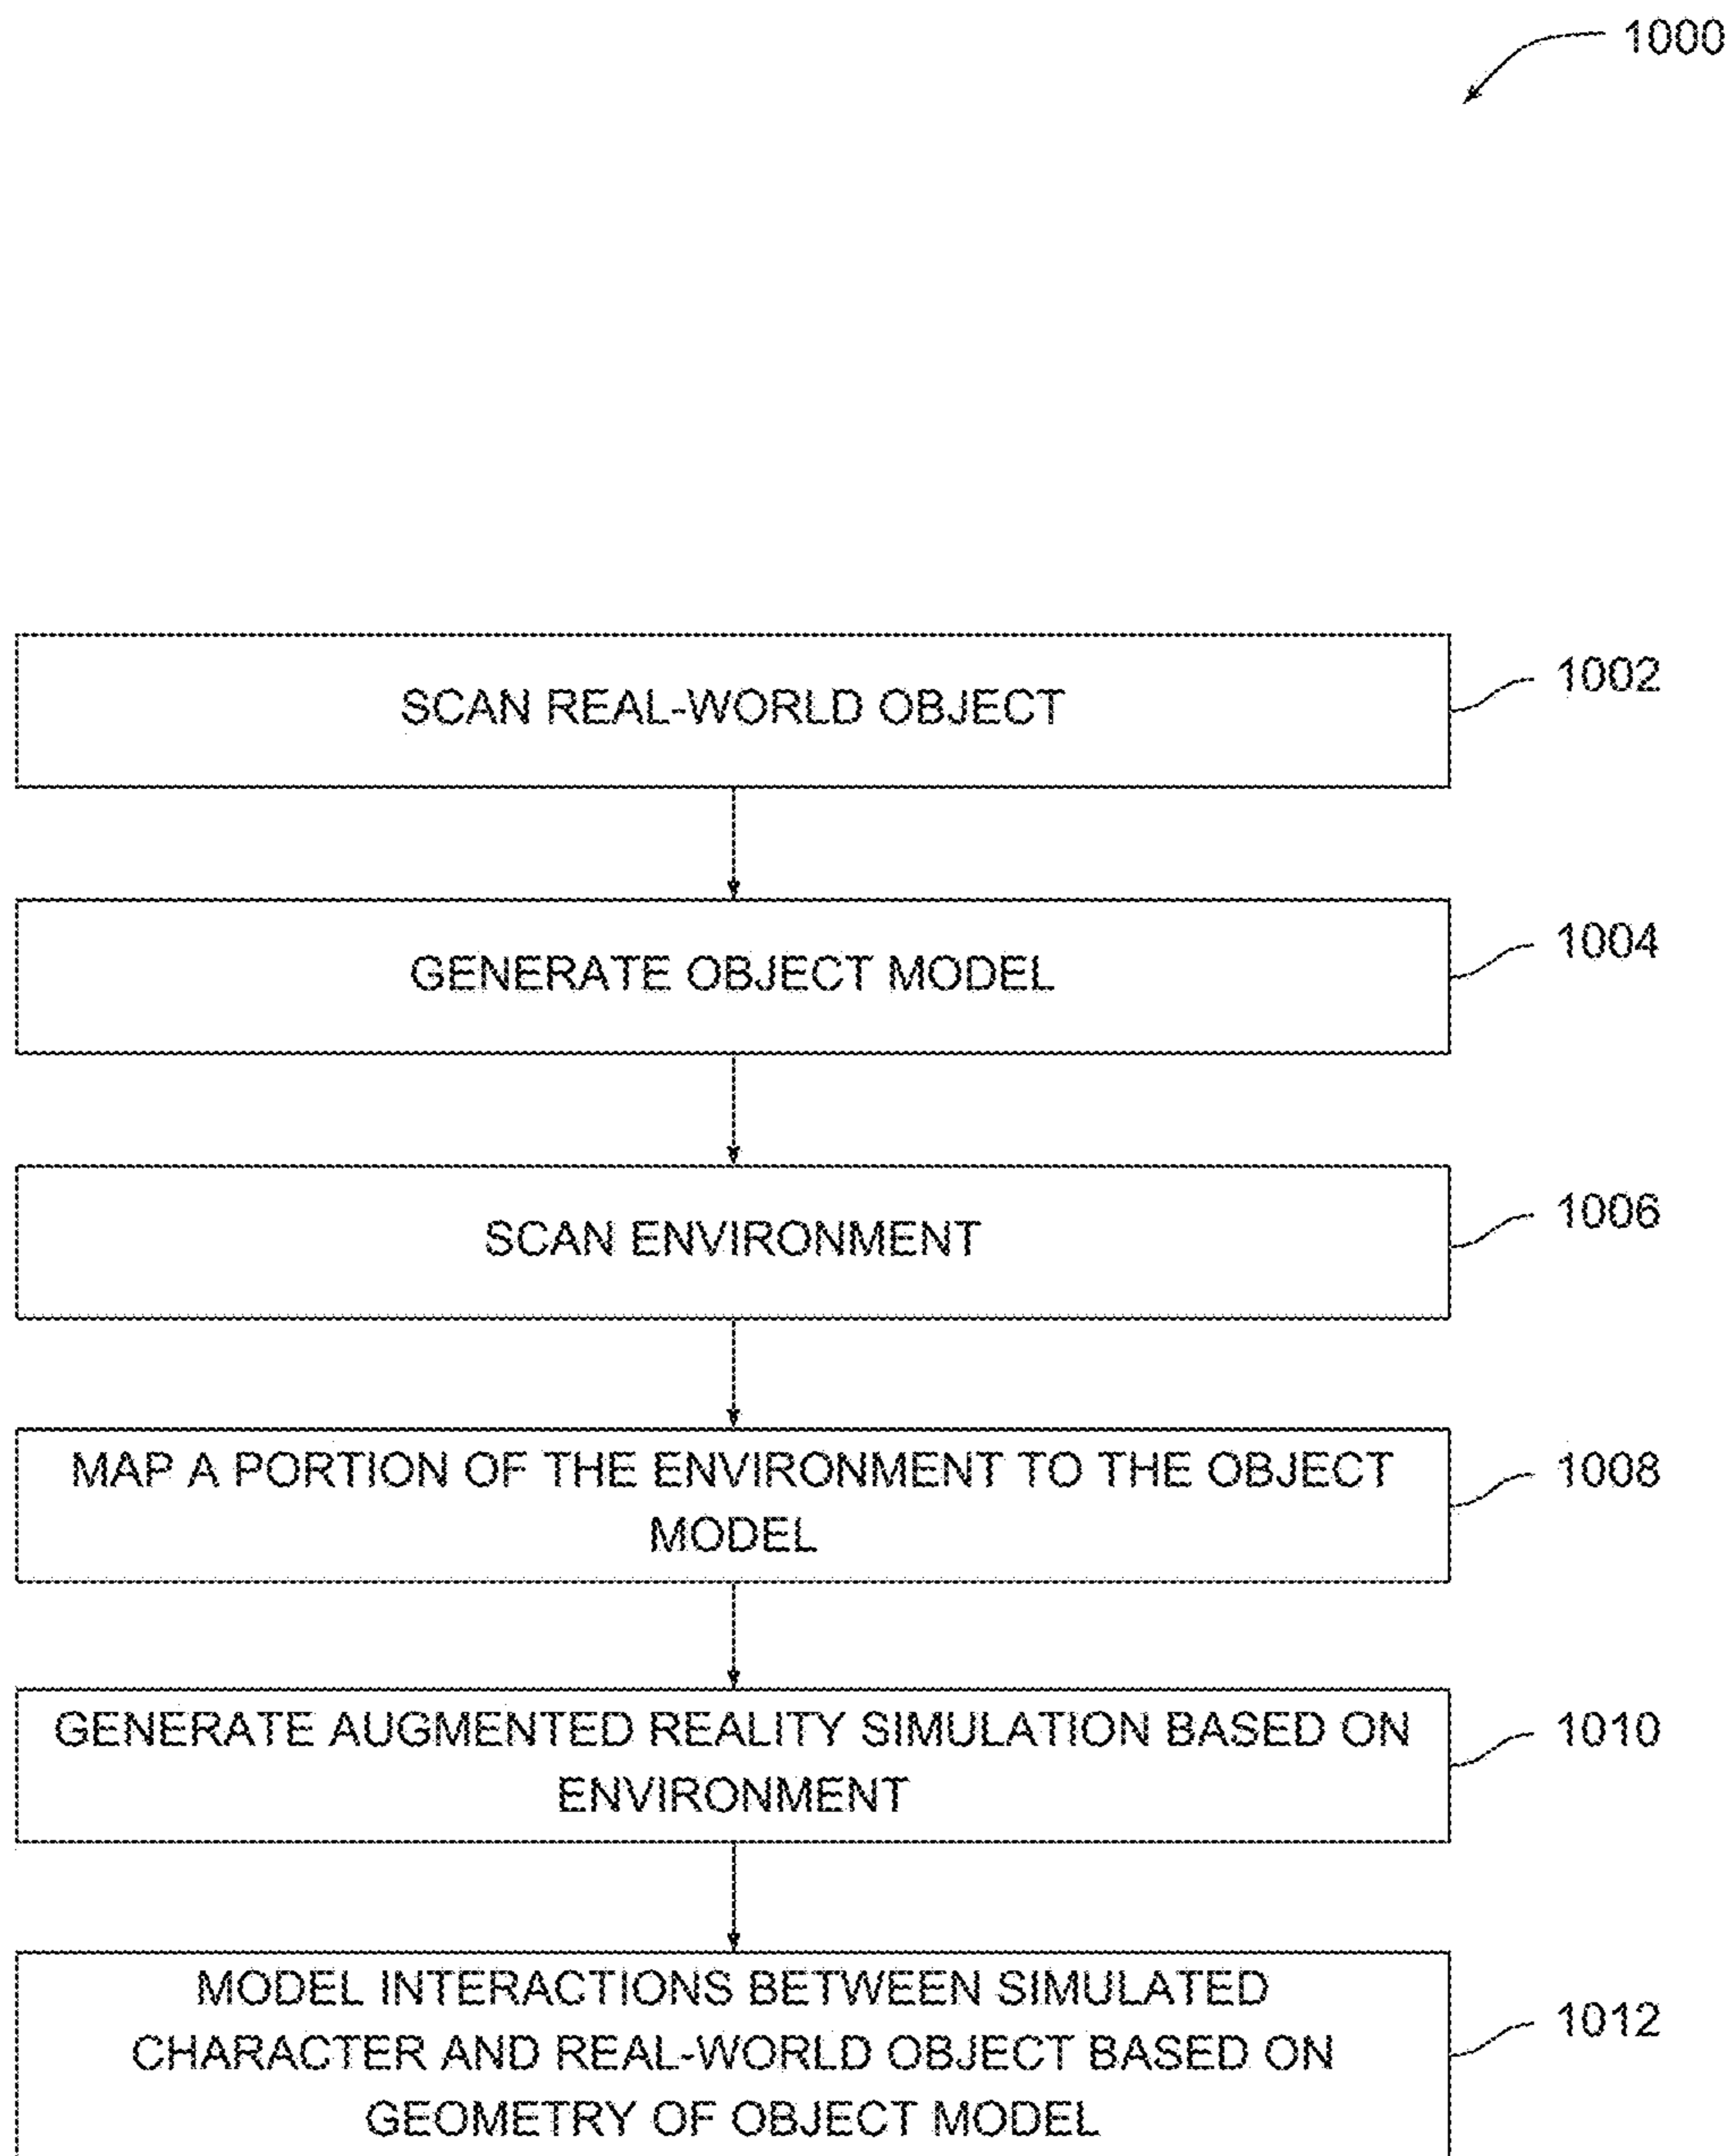 1000
SCAN REAL-WORLD OBJECT
1002
GENERATE OBJECT MODEL
1004
SCAN ENVIRONMENT
1006
MAP A PORTION OF THE ENVIRONMENT TO THE OBJECT
MODEL
1008
GENERATE AUGMENTED REALITY SIMULATION BASED ON
ENVIRONMENT
1010
MODEL INTERACTIONS BETWEEN SIMULATED
CHARACTER AND REAL-WORLD OBJECT BASED ON
GEOMETRY OF OBJECT MODEL
1012